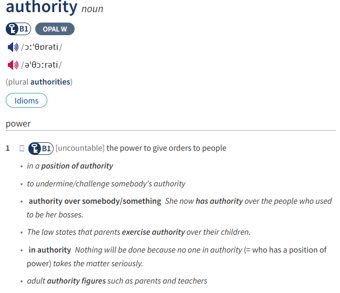 authority noun
B1 OPAL W
/ɔːˈθɒrəti/
/əˈθɔːrəti/
(plural authorities)
Idioms
power
1 B1 [uncountable] the power to give orders to people
• in a position of authority
• to undermine/challenge somebody's authority
• authority over somebody/something She now has authority over the people who used
to be her bosses.
• The law states that parents exercise authority over their children.
• in authority Nothing will be done because no one in authority (= who has a position of
power) takes the matter seriously.
• adult authority figures such as parents and teachers